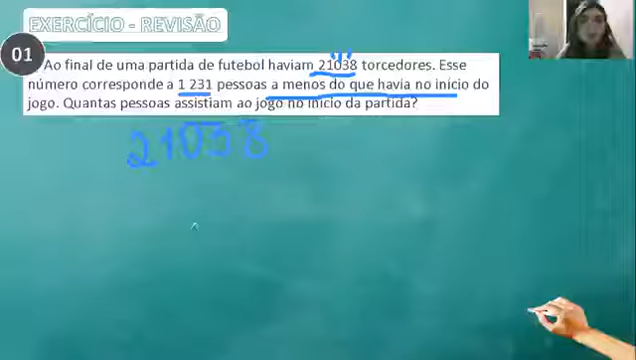 EXERCÍCIO - REVISÃO
01
Ao final de uma partida de futebol haviam 21038 torcedores. Esse
número corresponde a 1 231 pessoas a menos do que havia no início do
jogo. Quantas pessoas assistiam ao jogo no início da partida?
21038